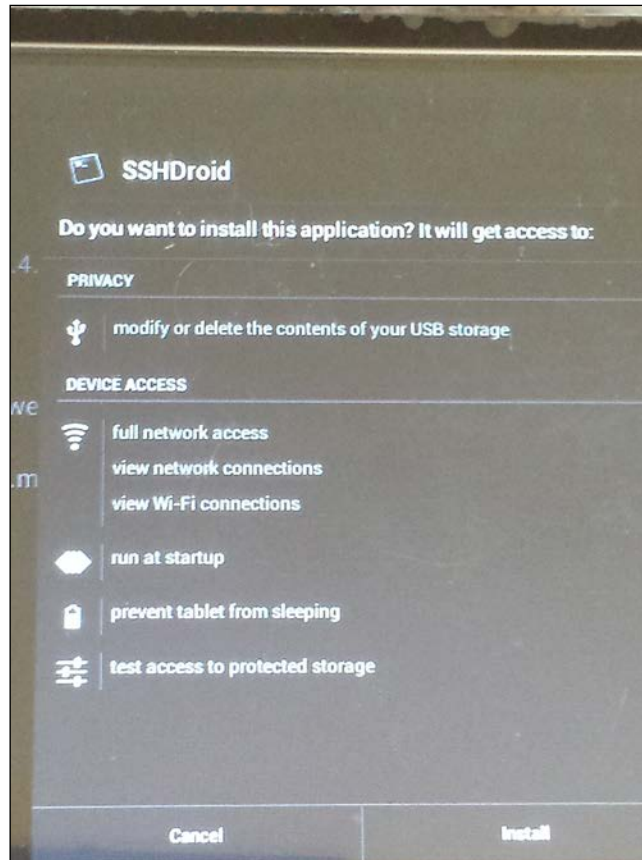 SSHDroid
Do you want to install this application? It will get access to:
.4.
PRIVACY
modify or delete the contents of your USB storage
DEVICE ACCESS
we
full network access
view network connections
.m
view Wi-Fi connections
run at startup
prevent tablet from sleeping
test access to protected storage
Cancel
Install